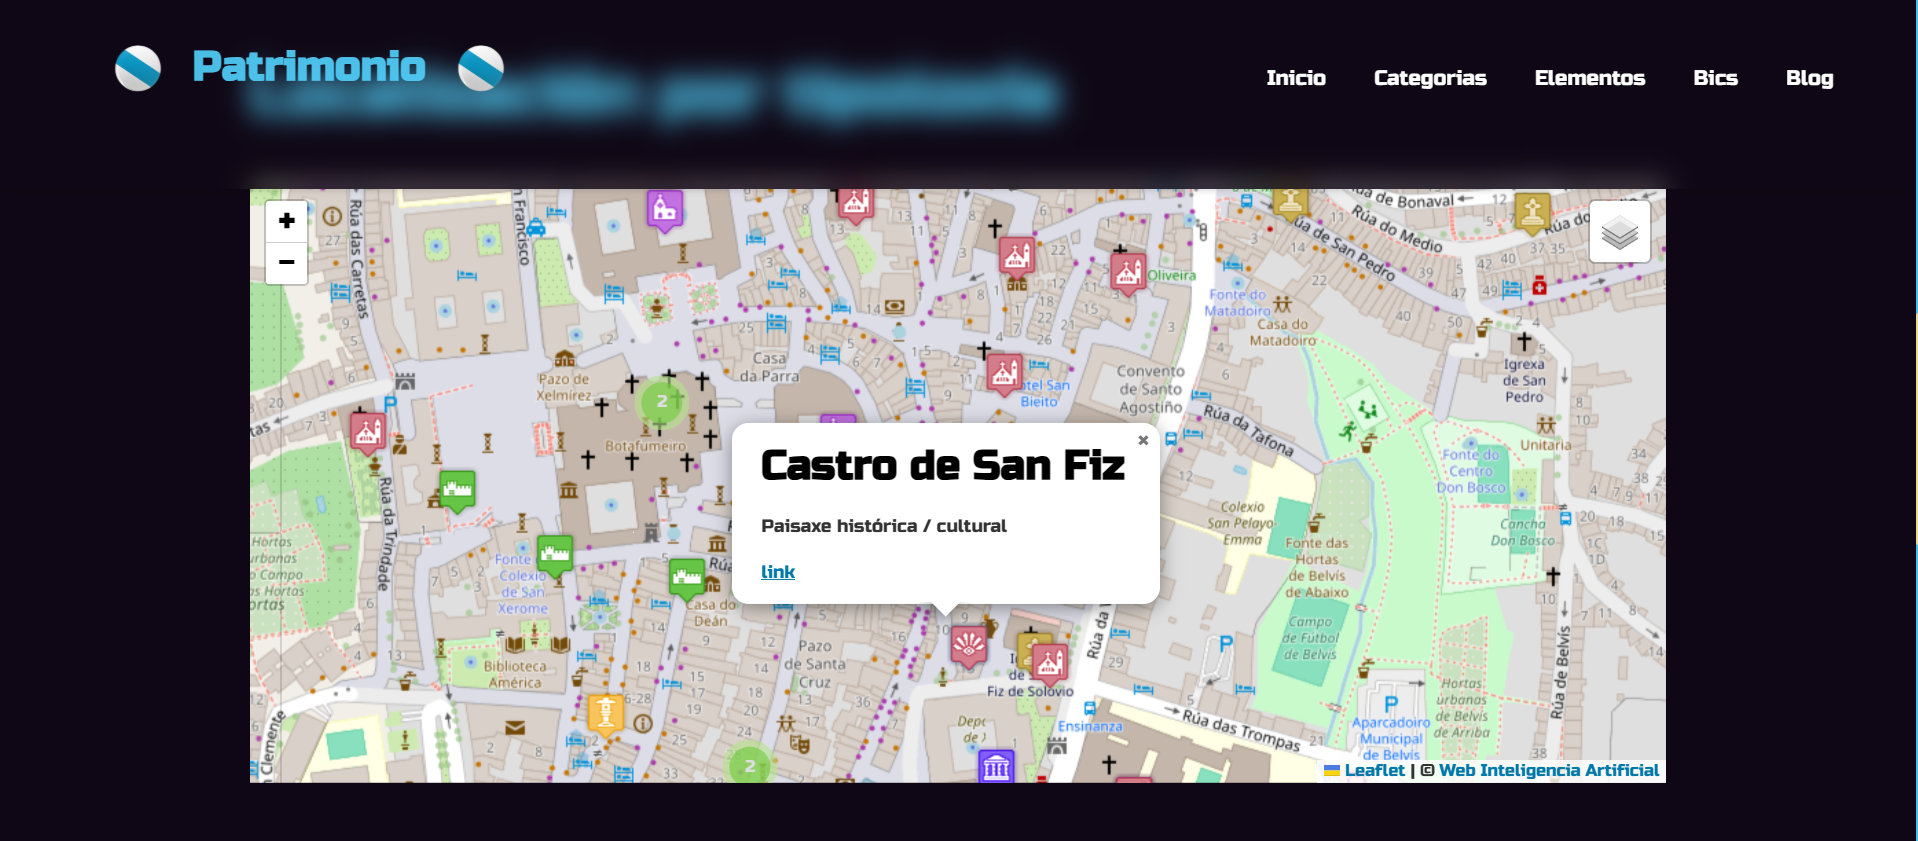 Patrimonio
Inicio
Categorias
Elementos
Bics
Blog
+
−
Rúa das Carretas
Francisco
Rúa de San Pedro
Rúa do Medio
de Bonaval
Rúa do
Oliveira
Fonte do
Matadoiro
Casa do
Matadoiro
Casa
da Parra
Pazo de
Xelmírez
2
Botafumeiro
Convento
de Santo
Agostiño
Bieito
Igrexa
de San
Pedro
Rúa da Tafona
Unitaria
Fonte do
Centro
Don Bosco
Cancha
Don Bosco
Colexio
San Pelayo-
Emma
Castro de San Fiz
Paisaxe histórica / cultural
link
Rúa da Trindade
Hortas
urbanas
Campo
Hortas
Fonte
Colexio
de San
Xerome
Casa do
Deán
Fonte das
Hortas
de Belvís
de Abaixo
Campo
de Fútbol
de Belvís
Pazo
de Santa
Cruz
Biblioteca
América
Fiz de Solovio
Ensinanza
Rúa das Trompas
Rúa de Belvís
Hortas
urbanas
de Belvís
de Arriba
Aparcadoiro
Municipal
de Belvís
Clemente
2
Leaflet | © Web Inteligencia Artificial